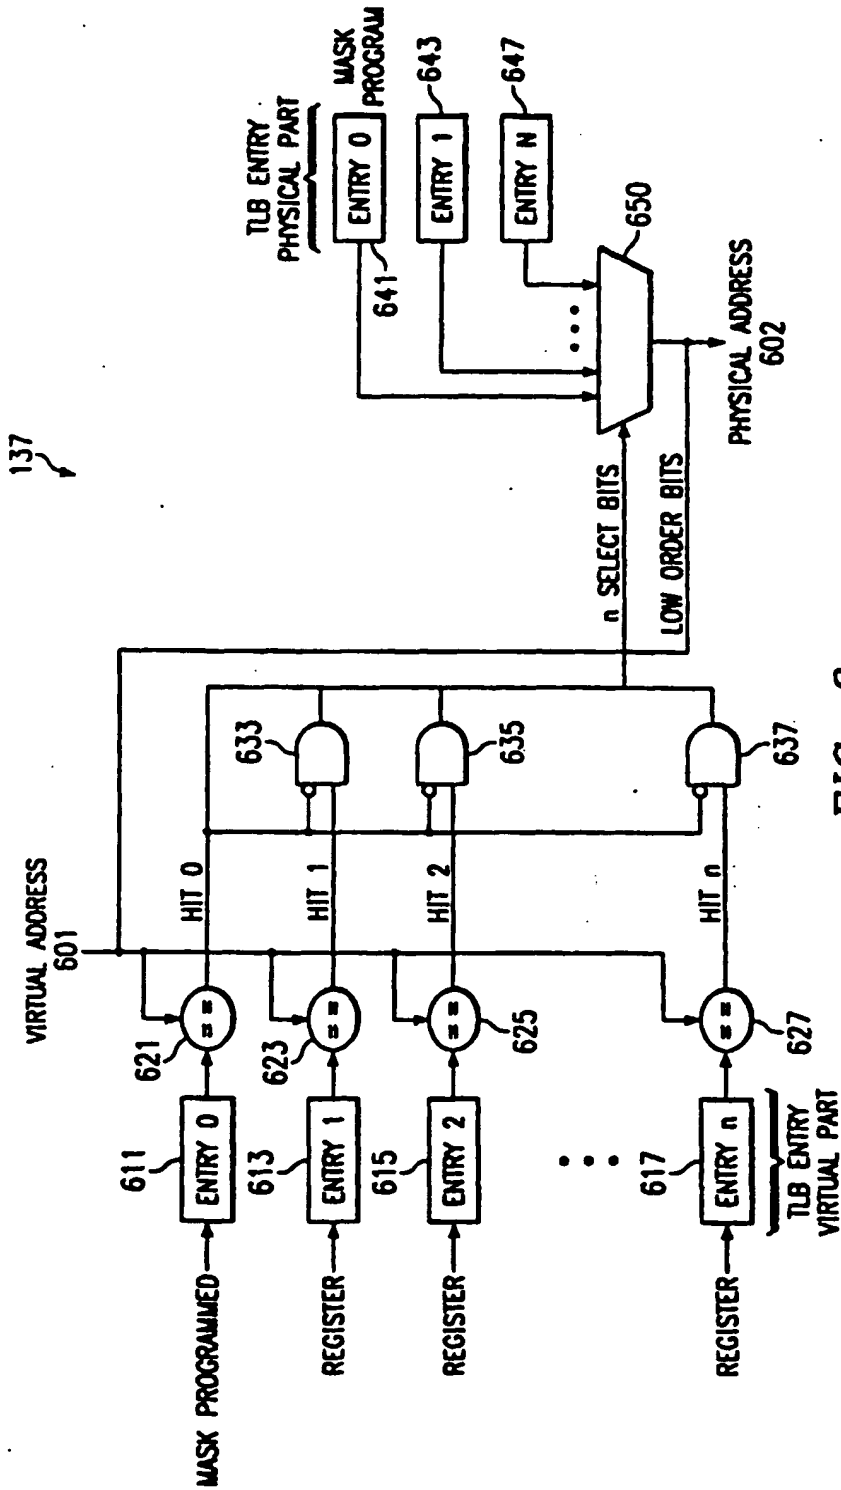 137
VIRTUAL ADDRESS
601
MASK PROGRAMMED
611
ENTRY 0
621
==
HIT 0
REGISTER
613
ENTRY 1
623
==
HIT 1
633
REGISTER
615
ENTRY 2
==
625
HIT 2
635
REGISTER
617
ENTRY n
==
627
HIT n
637
TLB ENTRY
VIRTUAL PART
n SELECT BITS
LOW ORDER BITS
TLB ENTRY
PHYSICAL PART
641
ENTRY 0
MASK
PROGRAM
ENTRY 1
643
ENTRY N
647
650
PHYSICAL ADDRESS
602